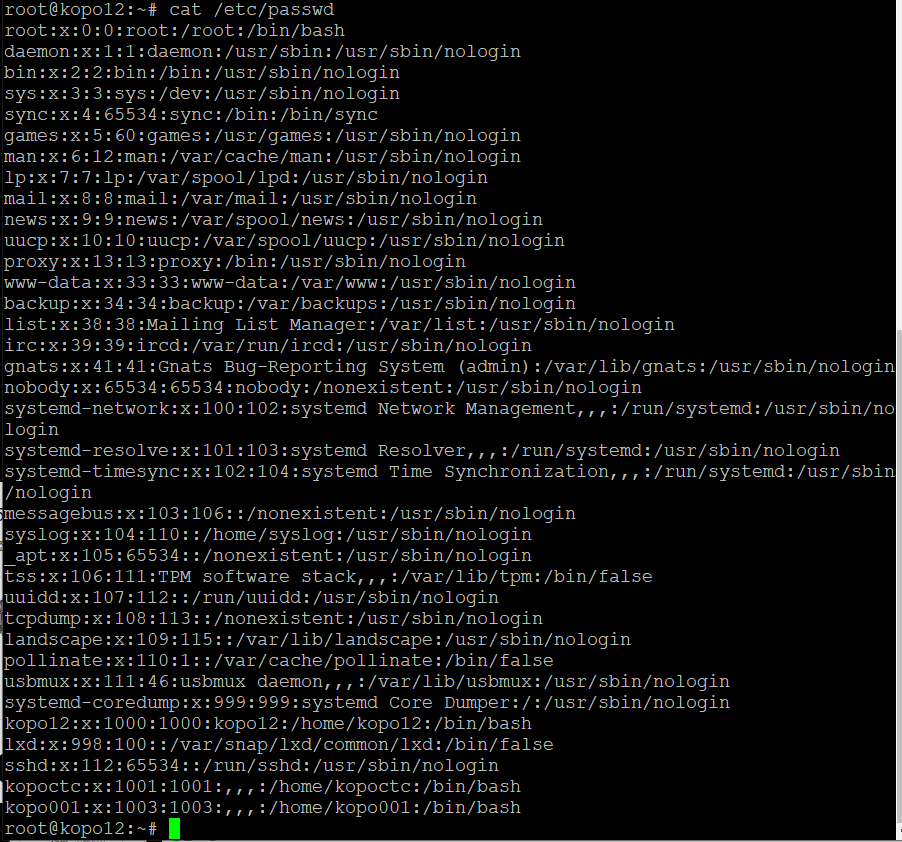 root@kopo12:~# cat /etc/passwd
root:x:0:0:root:/root:/bin/bash
daemon:x:1:1:daemon:/usr/sbin:/usr/sbin/nologin
bin:x:2:2:bin:/bin:/usr/sbin/nologin
sys:x:3:3:sys:/dev:/usr/sbin/nologin
sync:x:4:65534:sync:/bin:/bin/sync
games:x:5:60:games:/usr/games:/usr/sbin/nologin
man:x:6:12:man:/var/cache/man:/usr/sbin/nologin
lp:x:7:7:lp:/var/spool/lpd:/usr/sbin/nologin
mail:x:8:8:mail:/var/mail:/usr/sbin/nologin
news:x:9:9:news:/var/spool/news:/usr/sbin/nologin
uucp:x:10:10:uucp:/var/spool/uucp:/usr/sbin/nologin
proxy:x:13:13:proxy:/bin:/usr/sbin/nologin
www-data:x:33:33:www-data:/var/www:/usr/sbin/nologin
backup:x:34:34:backup:/var/backups:/usr/sbin/nologin
list:x:38:38:Mailing List Manager:/var/list:/usr/sbin/nologin
irc:x:39:39:ircd:/var/run/ircd:/usr/sbin/nologin
gnats:x:41:41:Gnats Bug-Reporting System (admin):/var/lib/gnats:/usr/sbin/nologin
nobody:x:65534:65534:nobody:/nonexistent:/usr/sbin/nologin
systemd-network:x:100:102:systemd Network Management,,,:/run/systemd:/usr/sbin/no
login
systemd-resolve:x:101:103:systemd Resolver,,,:/run/systemd:/usr/sbin/nologin
systemd-timesync:x:102:104:systemd Time Synchronization,,,:/run/systemd:/usr/sbin
/nologin
messagebus:x:103:106::/nonexistent:/usr/sbin/nologin
syslog:x:104:110::/home/syslog:/usr/sbin/nologin
_apt:x:105:65534::/nonexistent:/usr/sbin/nologin
tss:x:106:111:TPM software stack,,,:/var/lib/tpm:/bin/false
uuidd:x:107:112::/run/uuidd:/usr/sbin/nologin
tcpdump:x:108:113::/nonexistent:/usr/sbin/nologin
landscape:x:109:115::/var/lib/landscape:/usr/sbin/nologin
pollinate:x:110:1::/var/cache/pollinate:/bin/false
usbmux:x:111:46:usbmux daemon,,,:/var/lib/usbmux:/usr/sbin/nologin
systemd-coredump:x:999:999:systemd Core Dumper:/:/usr/sbin/nologin
kopo12:x:1000:1000:kopo12:/home/kopo12:/bin/bash
lxd:x:998:100::/var/snap/lxd/common/lxd:/bin/false
sshd:x:112:65534::/run/sshd:/usr/sbin/nologin
kopoctc:x:1001:1001:,,,:/home/kopoctc:/bin/bash
kopo001:x:1003:1003:,,,:/home/kopo001:/bin/bash
root@kopo12:~#